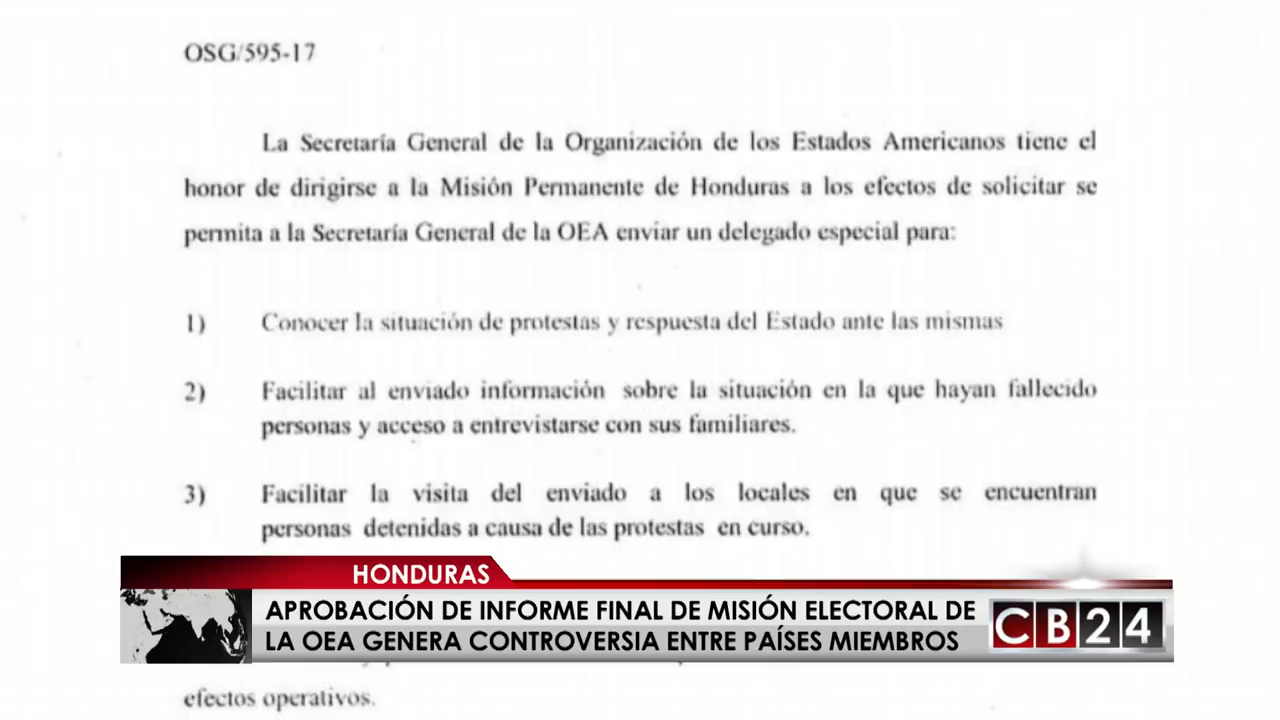 OSG/595-17
La Secretaría General de la Organización de los Estados Americanos tiene el
honor de dirigirse a la Misión Permanente de Honduras a los efectos de solicitar se
permita a la Secretaría General de la OEA enviar un delegado especial para:
1) Conocer la situación de protestas y respuesta del Estado ante las mismas
2) Facilitar al enviado información sobre la situación en la que hayan fallecido
personas y acceso a entrevistarse con sus familiares.
3) Facilitar la visita del enviado a los locales en que se encuentran
personas detenidas a causa de las protestas en curso.
HONDURAS
APROBACIÓN DE INFORME FINAL DE MISIÓN ELECTORAL DE
LA OEA GENERA CONTROVERSIA ENTRE PAÍSES MIEMBROS
CB24
efectos operativos.